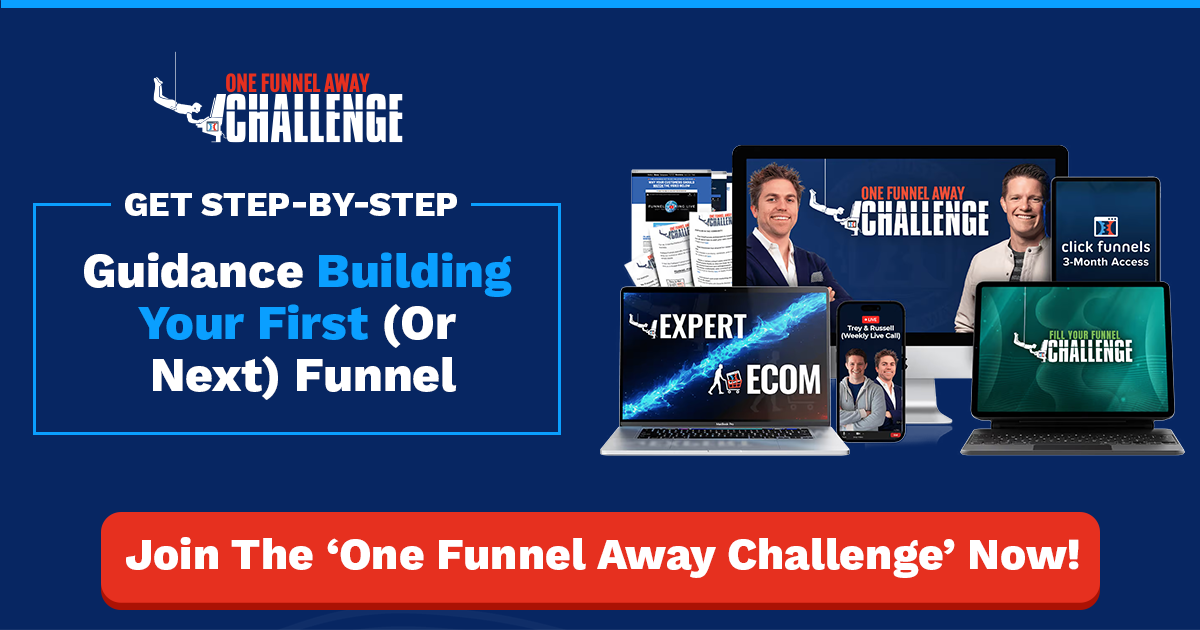 ONE FUNNEL AWAY
CHALLENGE
GET STEP-BY-STEP
Guidance Building
Your First (Or
Next) Funnel
ONE FUNNEL AWAY
CHALLENGE
click funnels
3-Month Access
EXPERT
ECOM
LIVE
Trey & Russell
(Weekly Live Call)
FILL YOUR FUNNEL
CHALLENGE
MacBook Pro
Join The ‘One Funnel Away Challenge’ Now!